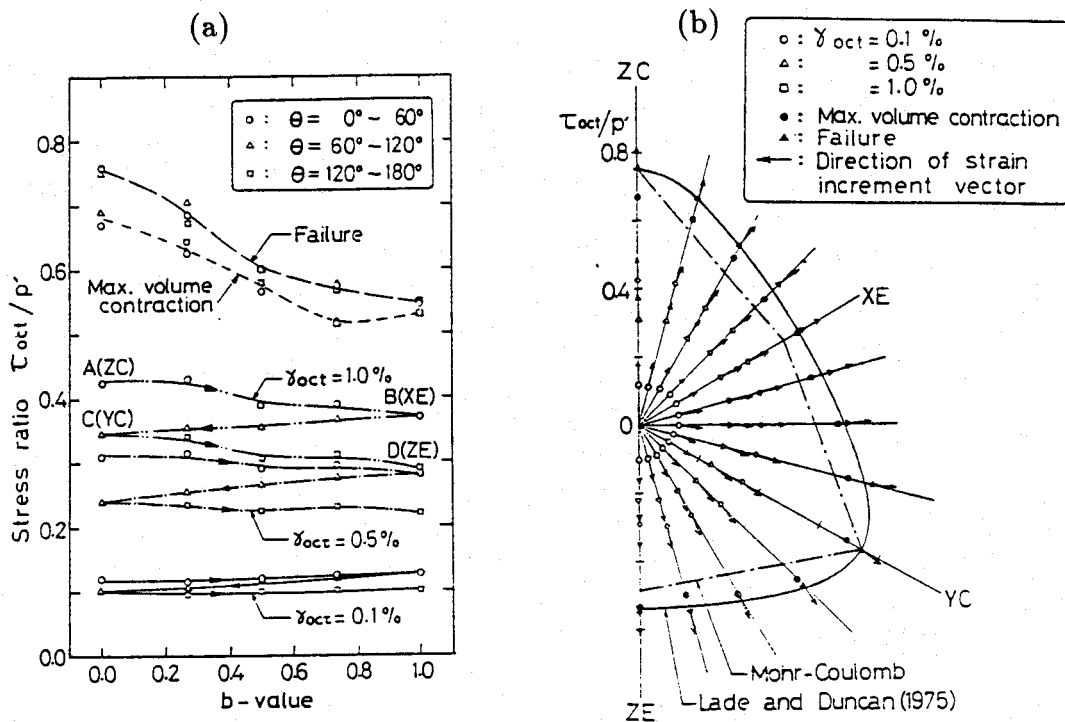 (a)
0.8
0.6
0.4
0.2
0.0
Stress ratio τoct/p'
○ : θ = 0° - 60°
△ : θ = 60° - 120°
□ : θ = 120° - 180°
Failure
Max. volume
contraction
A(ZC)
γoct = 1.0 %
B(XE)
C(YC)
D(ZE)
γoct = 0.5 %
γoct = 0.1 %
0.0 0.2 0.4 0.6 0.8 1.0
b - value
(b)
○ : γoct = 0.1 %
△ : = 0.5 %
□ : = 1.0 %
● : Max. volume contraction
▲ : Failure
← : Direction of strain
increment vector
ZC
τoct/p'
0.8
0.4
0
XE
YC
Mohr-Coulomb
Lade and Duncan (1975)
ZE